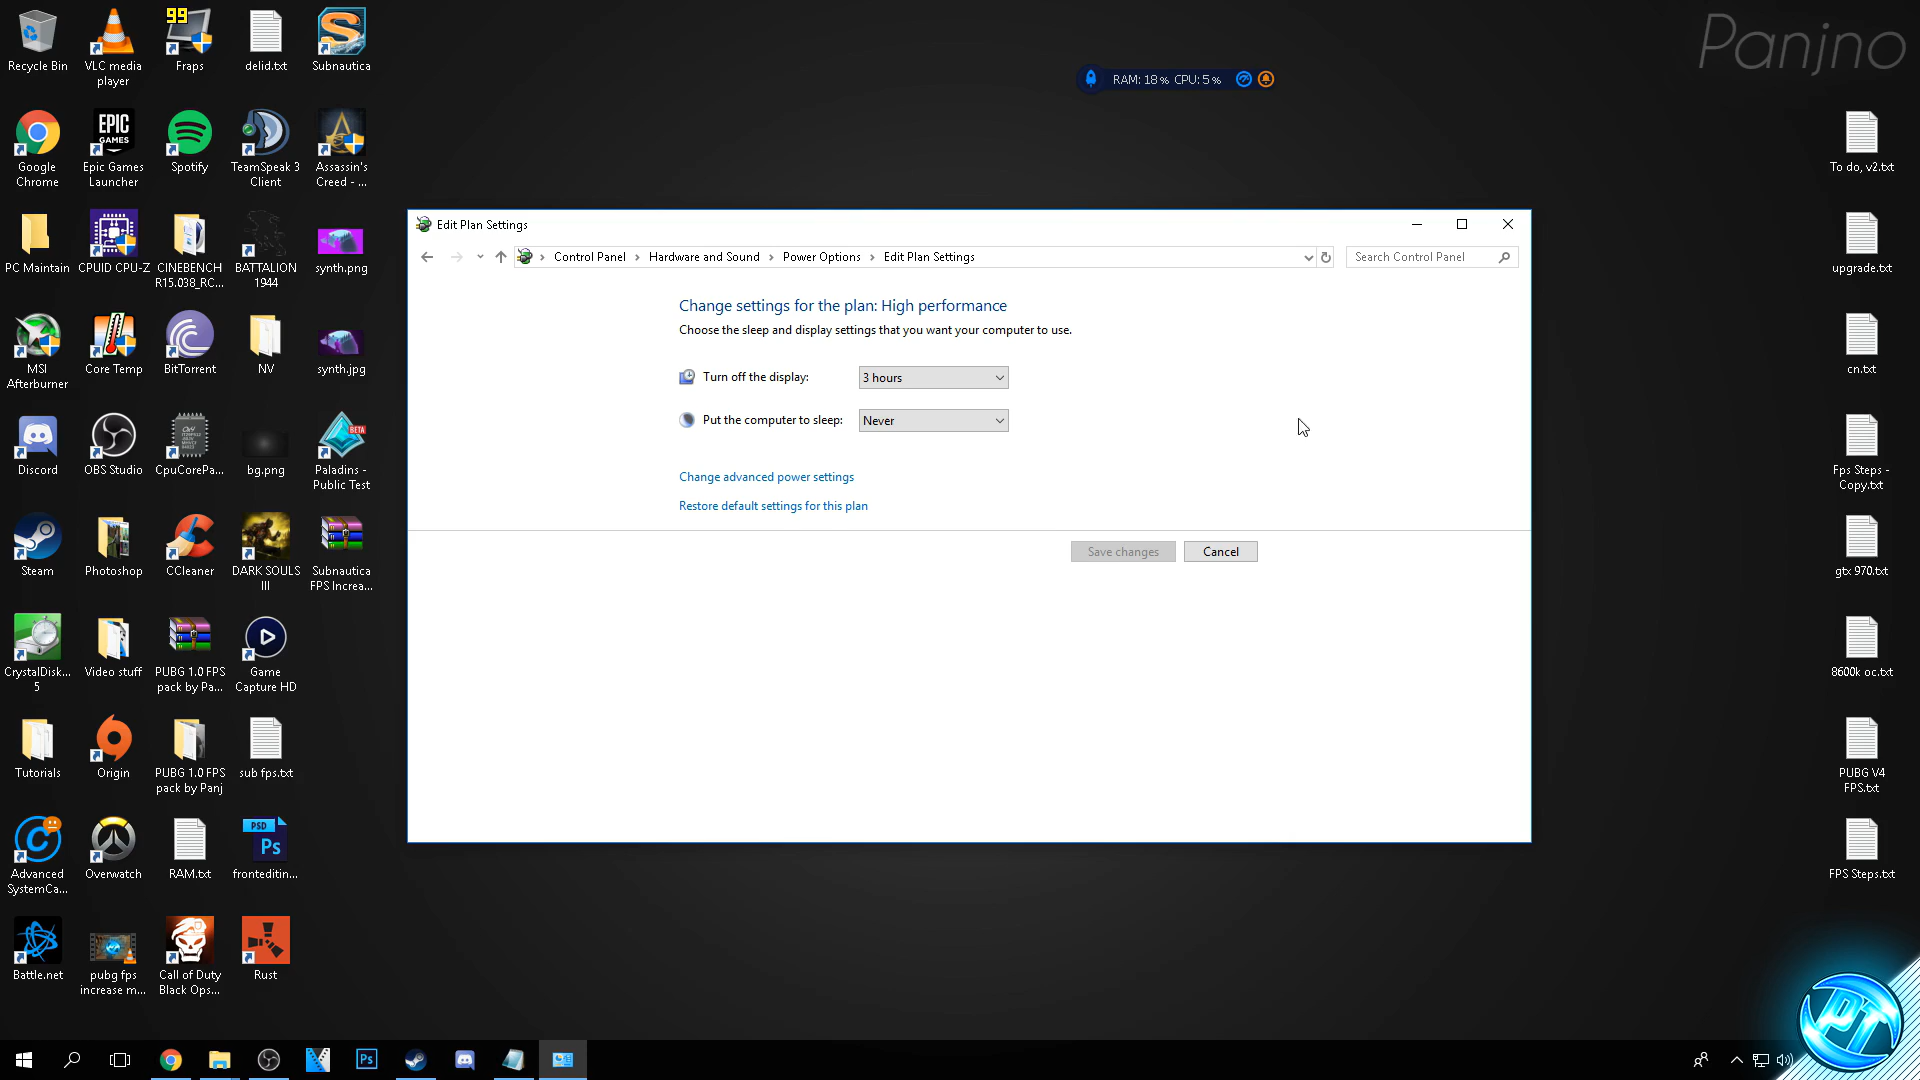 Recycle Bin
VLC media
player
99
Fraps
delid.txt
Subnautica
Google
Chrome
EPIC
GAMES
Epic Games
Launcher
Spotify
TeamSpeak 3
Client
Assassin's
Creed - ...
PC Maintain
CPUID CPU-Z
CINEBENCH
R15.038_RC...
BATTALION
1944
synth.png
MSI
Afterburner
Core Temp
BitTorrent
NV
synth.jpg
Discord
OBS Studio
CpuCorePa...
bg.png
BETA
Paladins -
Public Test
Steam
Photoshop
CCleaner
DARK SOULS
III
Subnautica
FPS Increa...
CrystalDisk...
5
Video stuff
PUBG 1.0 FPS
pack by Pa...
Game
Capture HD
Tutorials
Origin
PUBG 1.0 FPS
pack by Panj
sub fps.txt
Advanced
SystemCa...
Overwatch
RAM.txt
PSD
Ps
fronteditin...
Battle.net
pubg fps
increase m...
Call of Duty
Black Ops...
Rust
RAM: 18 % CPU: 5 %
Panjno
Edit Plan Settings
Control Panel
Hardware and Sound
Power Options
Edit Plan Settings
Search Control Panel
Change settings for the plan: High performance
Choose the sleep and display settings that you want your computer to use.
Turn off the display:
3 hours
Put the computer to sleep:
Never
Change advanced power settings
Restore default settings for this plan
Save changes
Cancel
To do, v2.txt
upgrade.txt
cn.txt
Fps Steps -
Copy.txt
gtx 970.txt
8600k oc.txt
PUBG V4
FPS.txt
FPS Steps.txt
Ps
PT